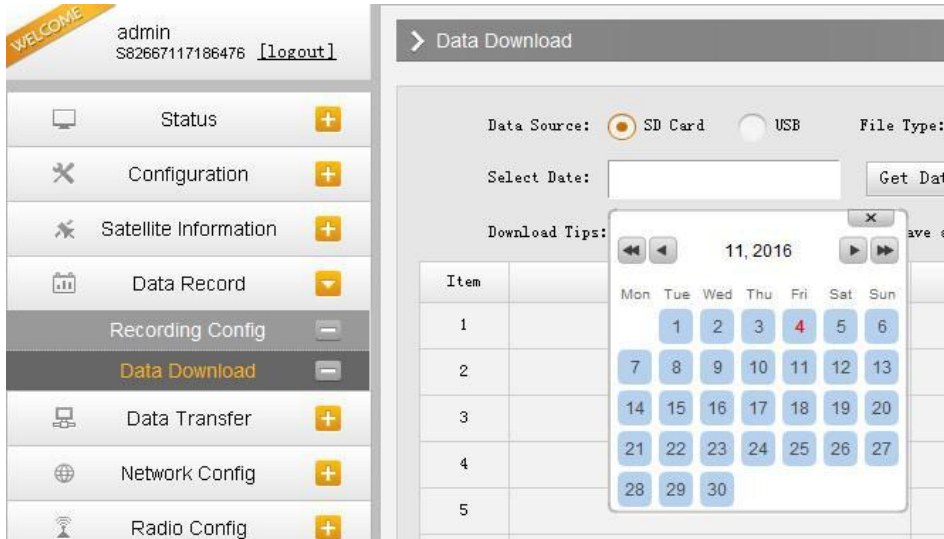 WELCOME
admin
S82667117186476 [logout]
Status
Configuration
Satellite Information
Data Record
Recording Config
Data Download
Data Transfer
Network Config
Radio Config
Data Download
Data Source: SD Card USB File Type:
Select Date: Get Dat
Download Tips: ave
11, 2016
Mon Tue Wed Thu Fri Sat Sun
1 2 3 4 5 6
7 8 9 10 11 12 13
14 15 16 17 18 19 20
21 22 23 24 25 26 27
28 29 30
Item
1
2
3
4
5